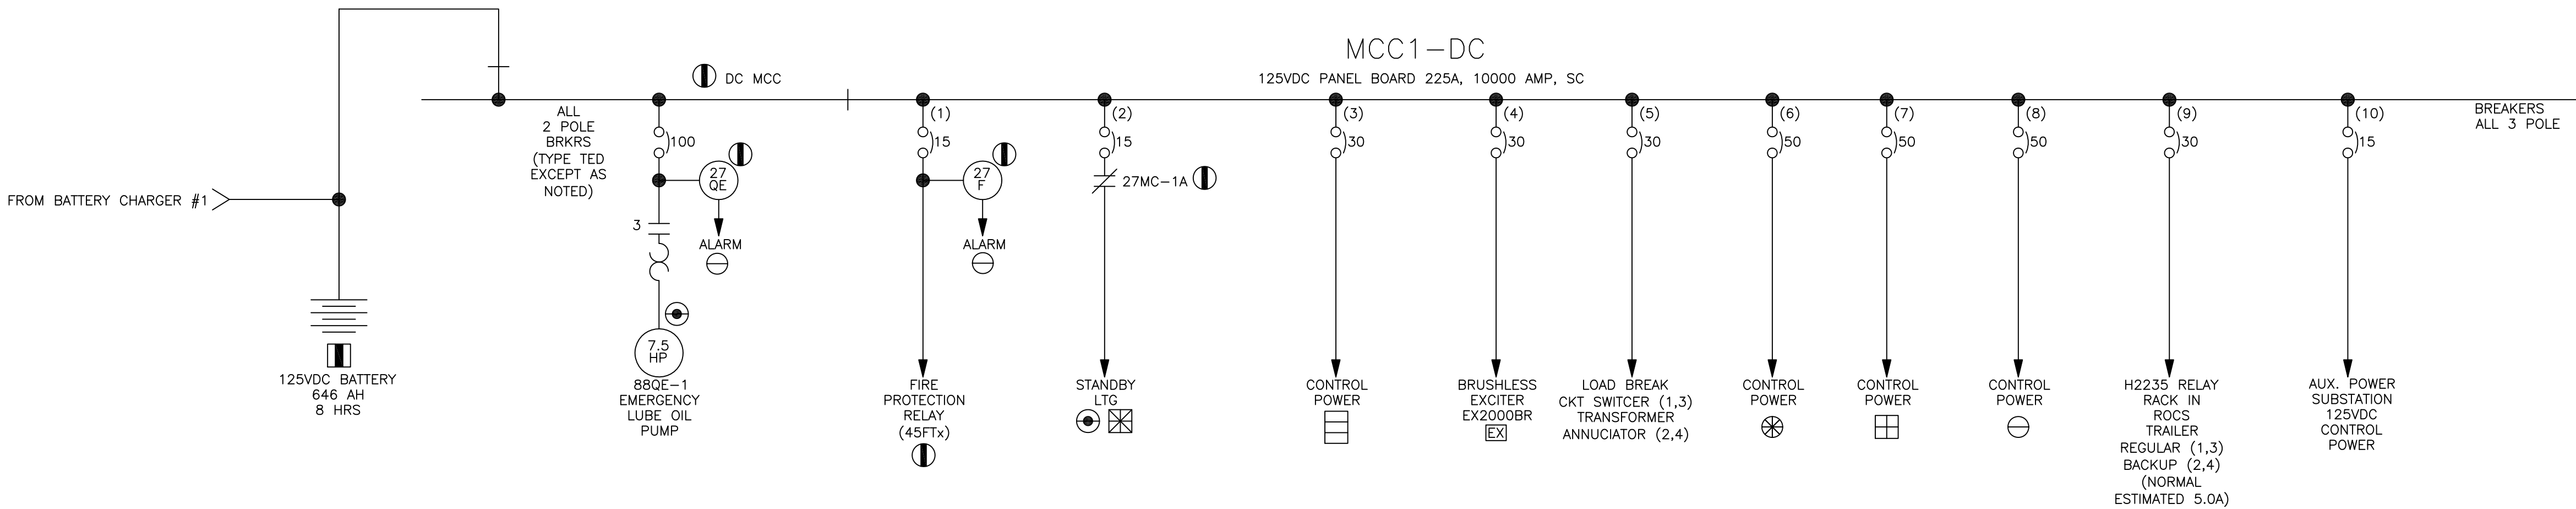 MCC1-DC
125VDC PANEL BOARD 225A, 10000 AMP, SC
DC MCC
FROM BATTERY CHARGER #1
125VDC BATTERY
646 AH
8 HRS
ALL
2 POLE
BRKRS
(TYPE TED
EXCEPT AS
NOTED)
100
27
QE
ALARM
3
7.5
HP
88QE-1
EMERGENCY
LUBE OIL
PUMP
(1)
15
27
F
ALARM
FIRE
PROTECTION
RELAY
(45FTx)
(2)
15
27MC-1A
STANDBY
LTG
(3)
30
CONTROL
POWER
(4)
30
BRUSHLESS
EXCITER
EX2000BR
EX
(5)
30
LOAD BREAK
CKT SWITCER (1,3)
TRANSFORMER
ANNUCIATOR (2,4)
(6)
50
CONTROL
POWER
(7)
50
CONTROL
POWER
(8)
50
CONTROL
POWER
(9)
30
H2235 RELAY
RACK IN
ROCS
TRAILER
REGULAR (1,3)
BACKUP (2,4)
(NORMAL
ESTIMATED 5.0A)
(10)
15
AUX. POWER
SUBSTATION
125VDC
CONTROL
POWER
BREAKERS
ALL 3 POLE